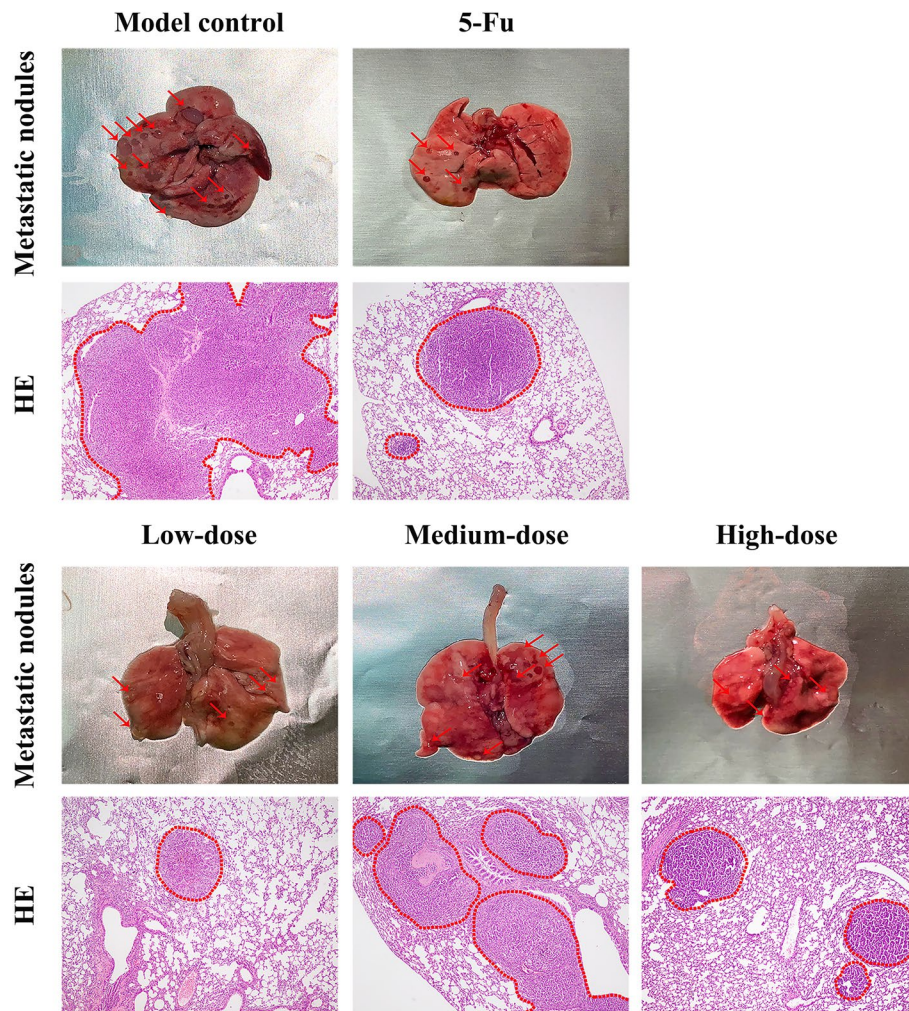 Model control
5-Fu
Metastatic nodules
HE
Low-dose
Medium-dose
High-dose
Metastatic nodules
HE